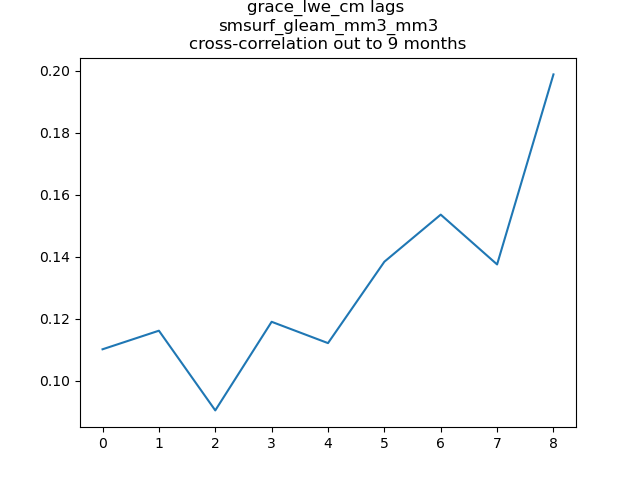 grace_lwe_cm lags
smsurf_gleam_mm3_mm3
cross-correlation out to 9 months
0.20
0.18
0.16
0.14
0.12
0.10
0 1 2 3 4 5 6 7 8